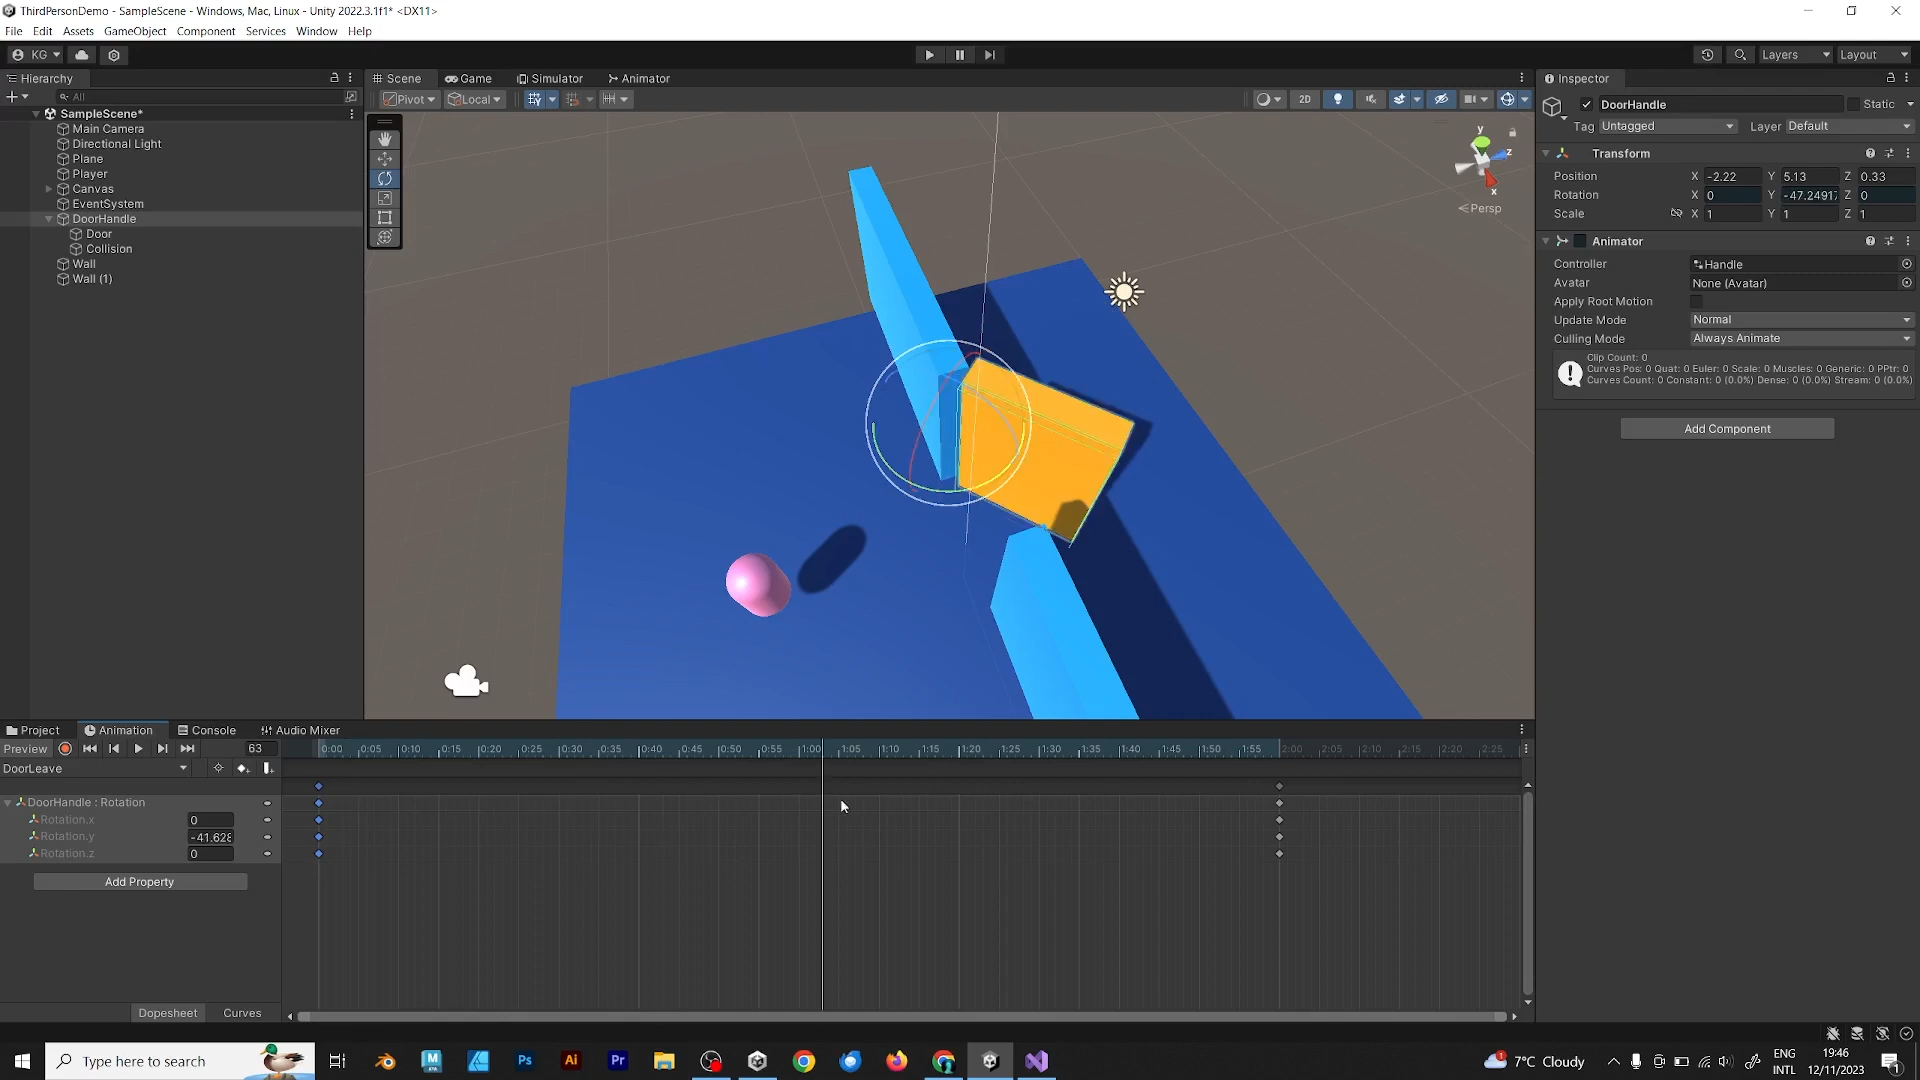 ThirdPersonDemo - SampleScene - Windows, Mac, Linux - Unity 2022.3.1f1* <DX11>
File Edit Assets GameObject Component Services Window Help
KG Layers Layout
Hierarchy
All
SampleScene*
Main Camera
Directional Light
Plane
Player
Canvas
EventSystem
DoorHandle
Door
Collision
Wall
Wall (1)
Scene Game Simulator Animator
Pivot Local 2D
y
z
x
Persp
Inspector
DoorHandle Static
Tag Untagged Layer Default
Transform
Position X -2.22 Y 5.13 Z 0.33
Rotation X 0 Y -47.2491 Z 0
Scale X 1 Y 1 Z 1
Animator
Controller Handle
Avatar None (Avatar)
Apply Root Motion
Update Mode Normal
Culling Mode Always Animate
Clip Count: 0
Curves Pos: 0 Quat: 0 Euler: 0 Scale: 0 Muscles: 0 Generic: 0 PPtr: 0
Curves Count: 0 Constant: 0 (0.0%) Dense: 0 (0.0%) Stream: 0 (0.0%)
Add Component
Project Animation Console Audio Mixer
Preview 63 0:00 0:05 0:10 0:15 0:20 0:25 0:30 0:35 0:40 0:45 0:50 0:55 1:00 1:05 1:10 1:15 1:20 1:25 1:30 1:35 1:40 1:45 1:50 1:55 2:00 2:05 2:10 2:15 2:20 2:25
DoorLeave
DoorHandle : Rotation
Rotation.x 0
Rotation.y -41.628
Rotation.z 0
Add Property
Dopesheet Curves
Type here to search
Ps Ai Pr
7°C Cloudy
ENG
INTL
19:46
12/11/2023